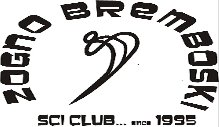 ZOGNO BREMBOSKI
SCI CLUB... since 1995